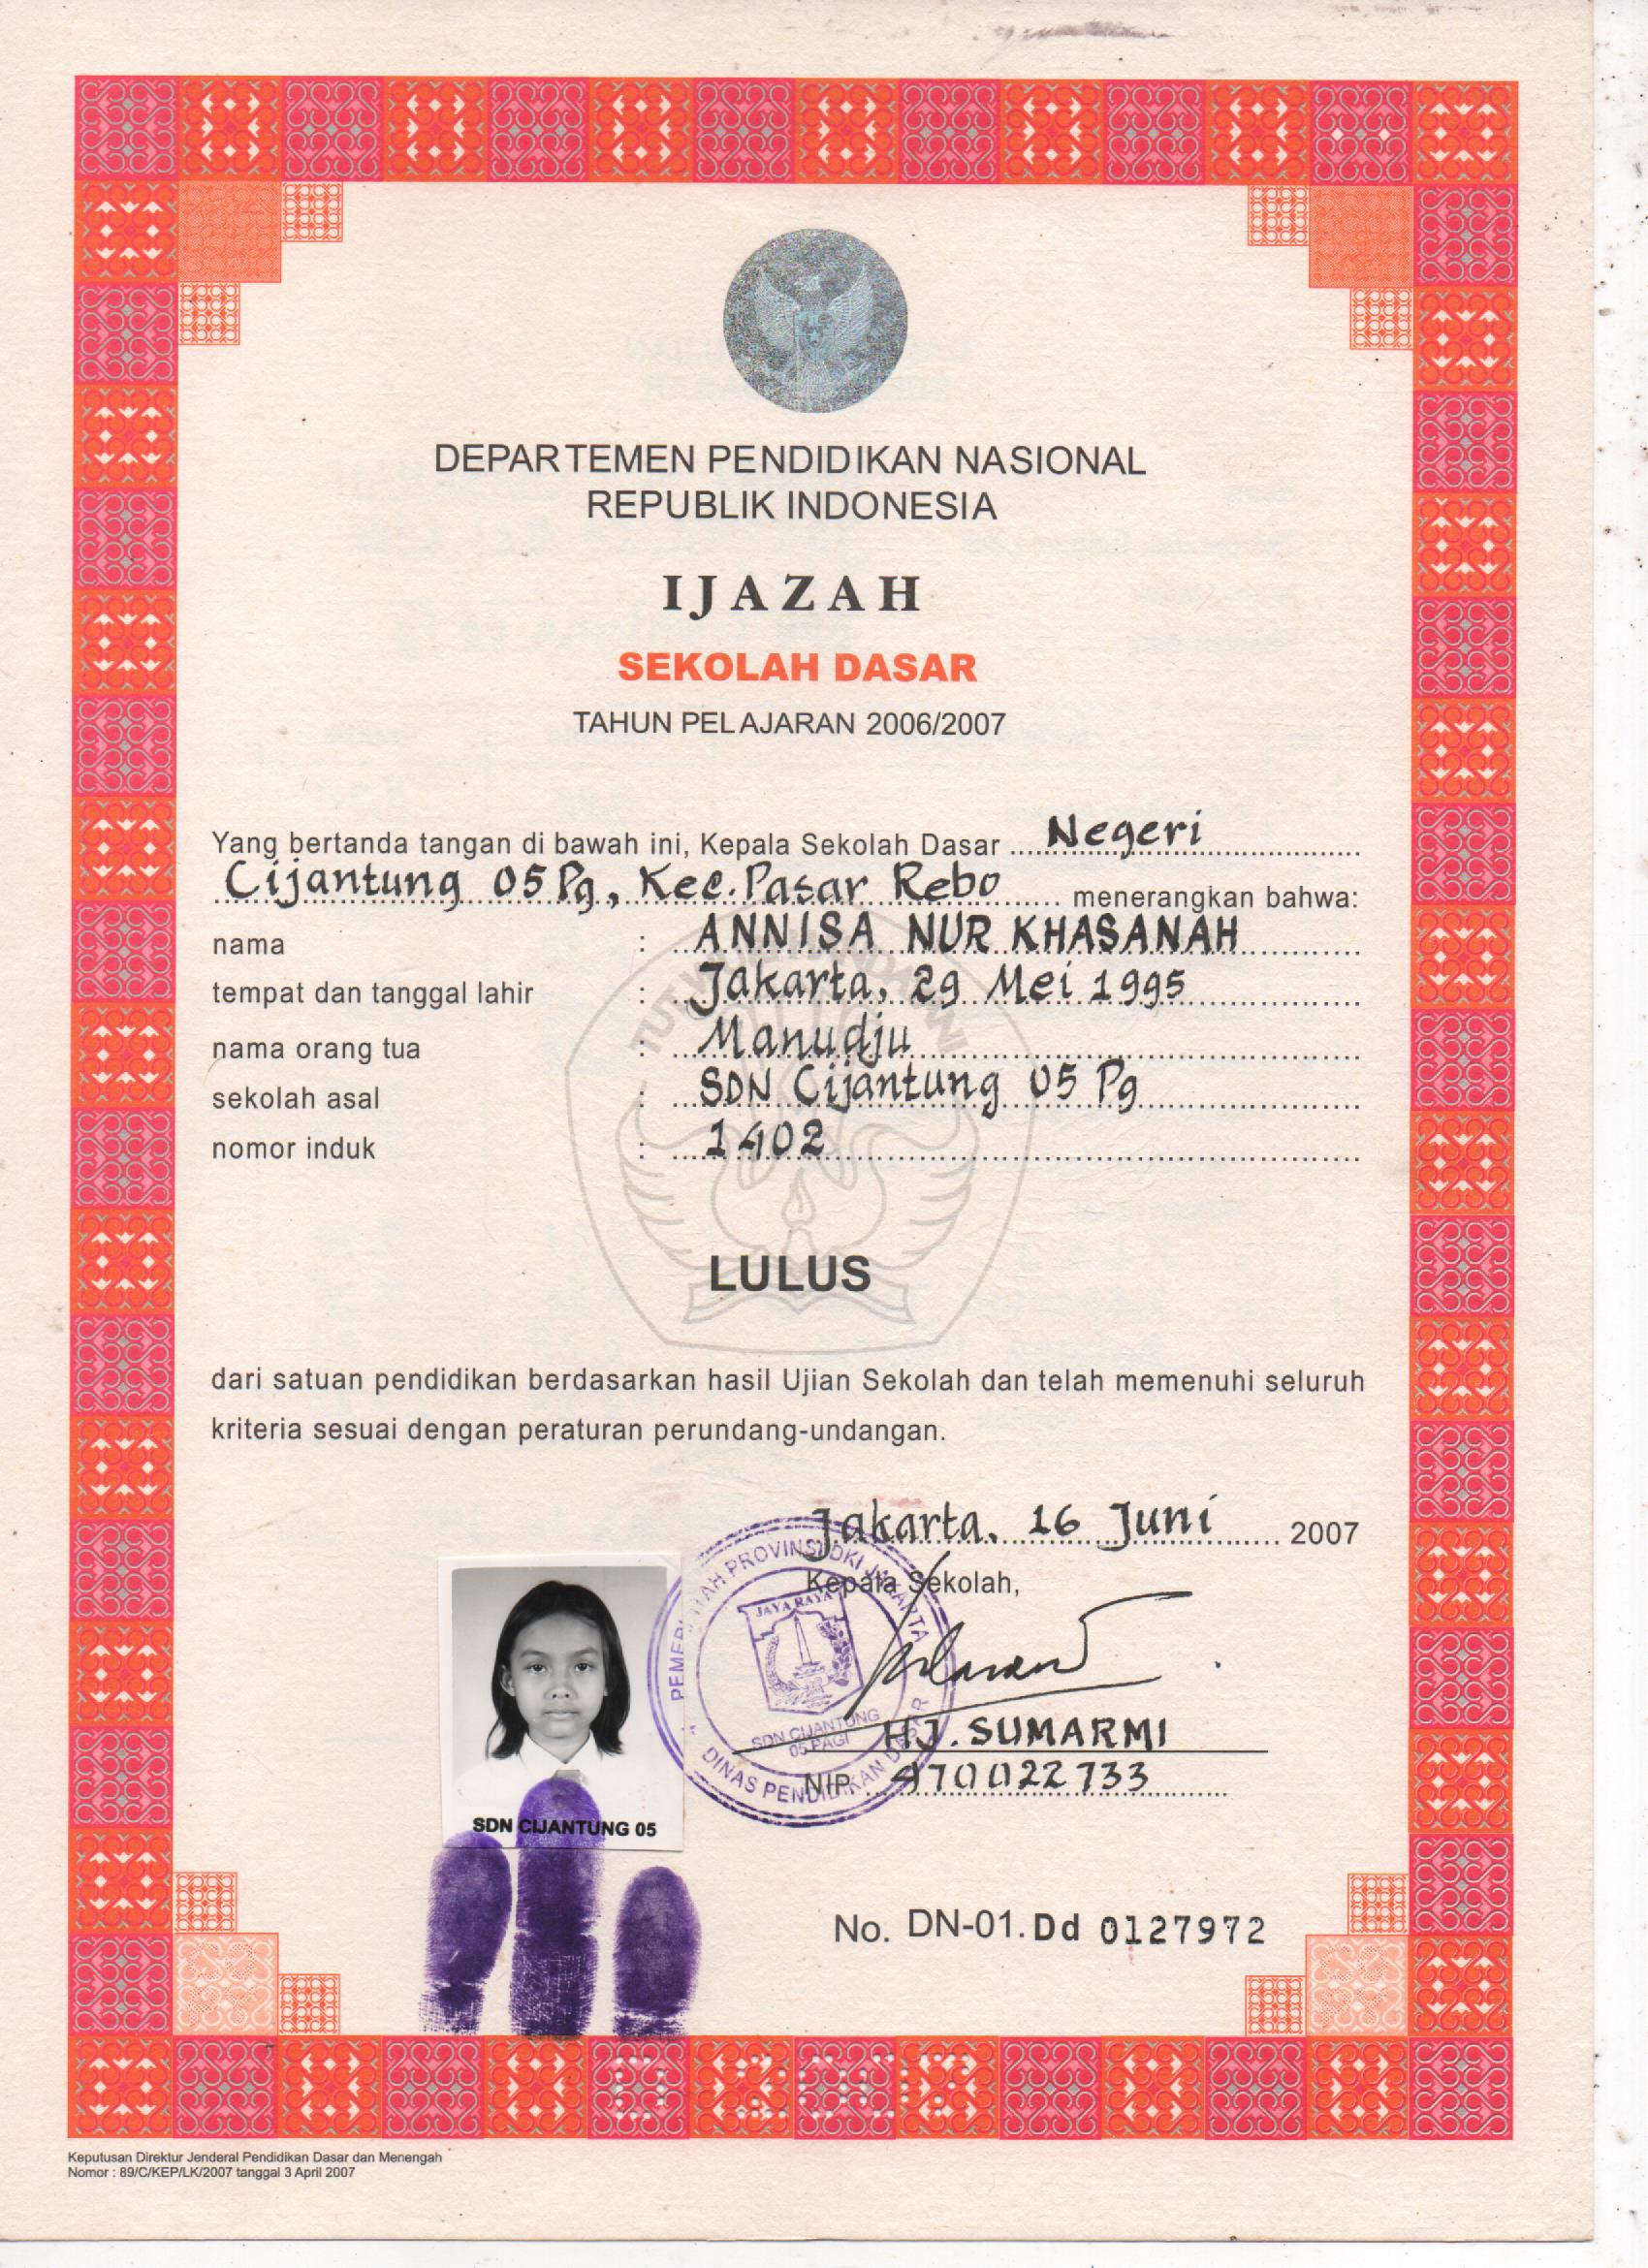 DEPARTEMEN PENDIDIKAN NASIONAL
REPUBLIK INDONESIA
IJAZAH
SEKOLAH DASAR
TAHUN PELAJARAN 2006/2007
Yang bertanda tangan di bawah ini, Kepala Sekolah Dasar Negeri
Cijantung 05 Pg, Kec. Pasar Rebo menerangkan bahwa:
nama : ANNISA NUR KHASANAH
tempat dan tanggal lahir : Jakarta, 29 Mei 1995
nama orang tua : Manudju
sekolah asal : SDN Cijantung 05 Pg
nomor induk : 1402
LULUS
dari satuan pendidikan berdasarkan hasil Ujian Sekolah dan telah memenuhi seluruh
kriteria sesuai dengan peraturan perundang-undangan.
Jakarta, 16 Juni 2007
Kepala Sekolah,
PEMERINTAH PROVINSI DKI JAKARTA
JAYA RAYA
SDN CIJANTUNG
05 PAGI
DINAS PENDIDIKAN DASAR
HJ. SUMARMI
NIP. 470022733
SDN CIJANTUNG 05
No. DN-01. Dd 0127972
Keputusan Direktur Jenderal Pendidikan Dasar dan Menengah
Nomor : 89/C/KEP/LK/2007 tanggal 3 April 2007